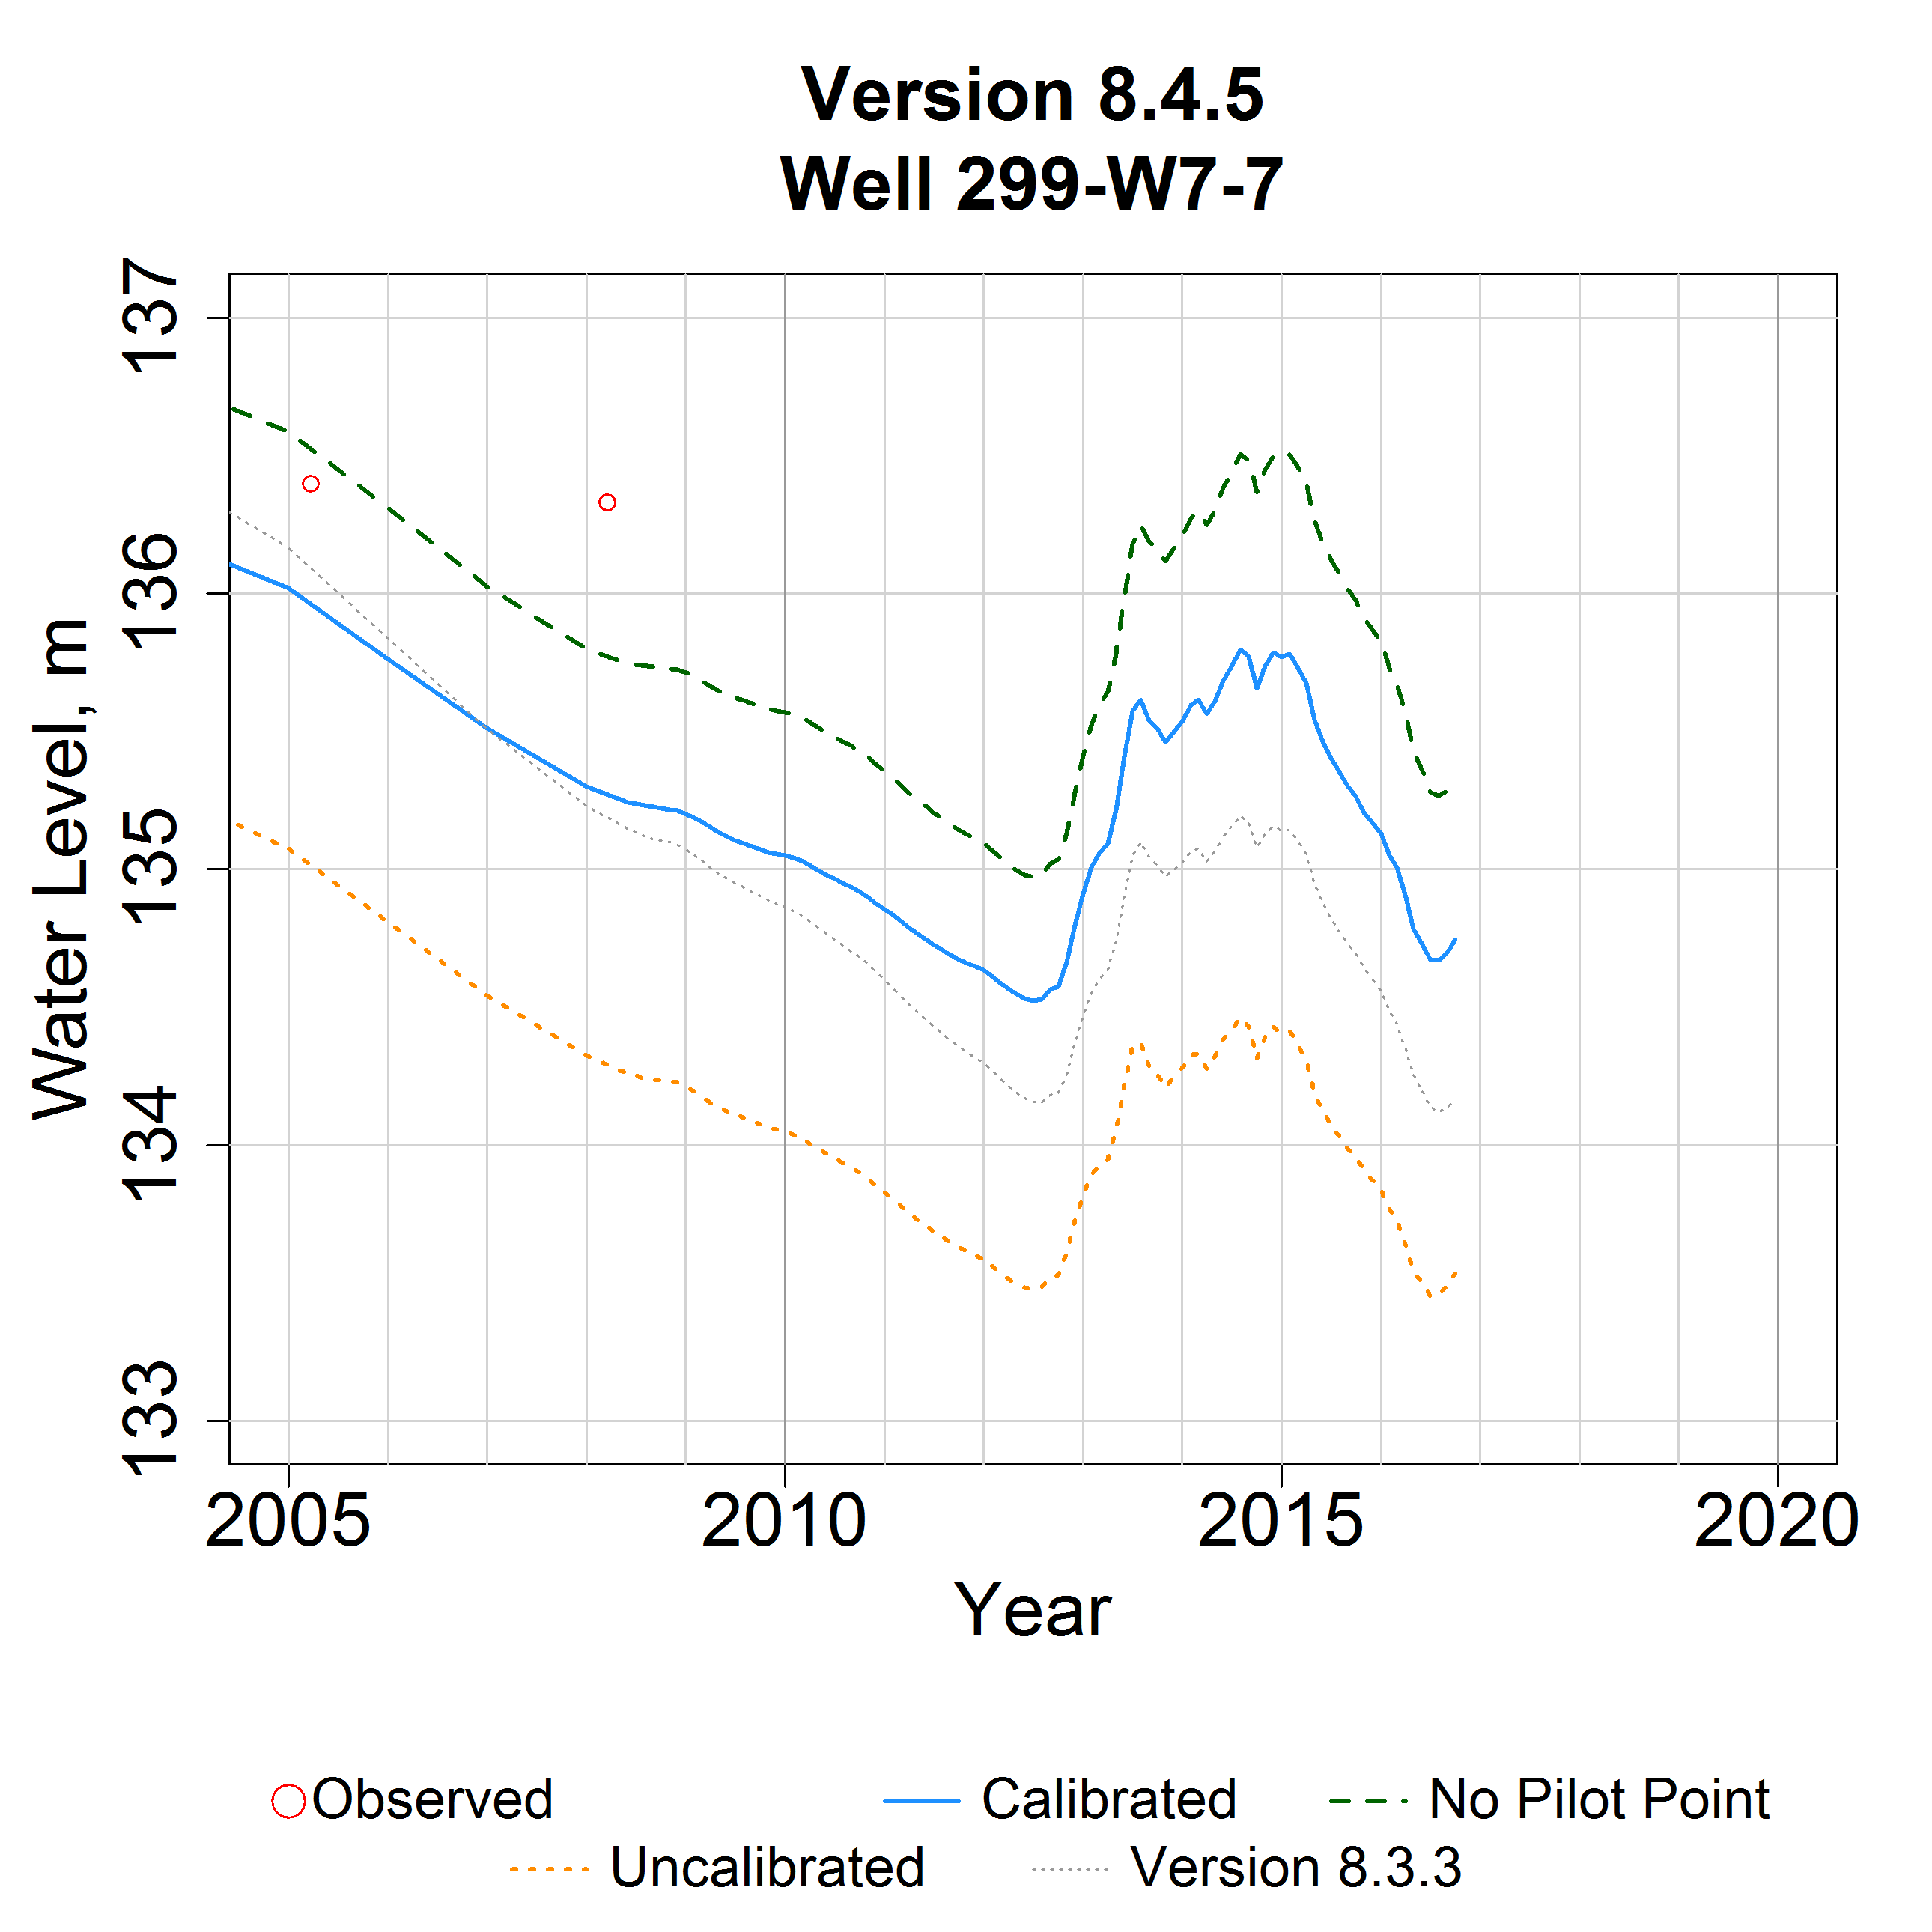 Version 8.4.5
Well 299-W7-7
Water Level, m
137
136
135
134
133
2005 2010 2015 2020
Year
Observed Calibrated No Pilot Point
Uncalibrated Version 8.3.3